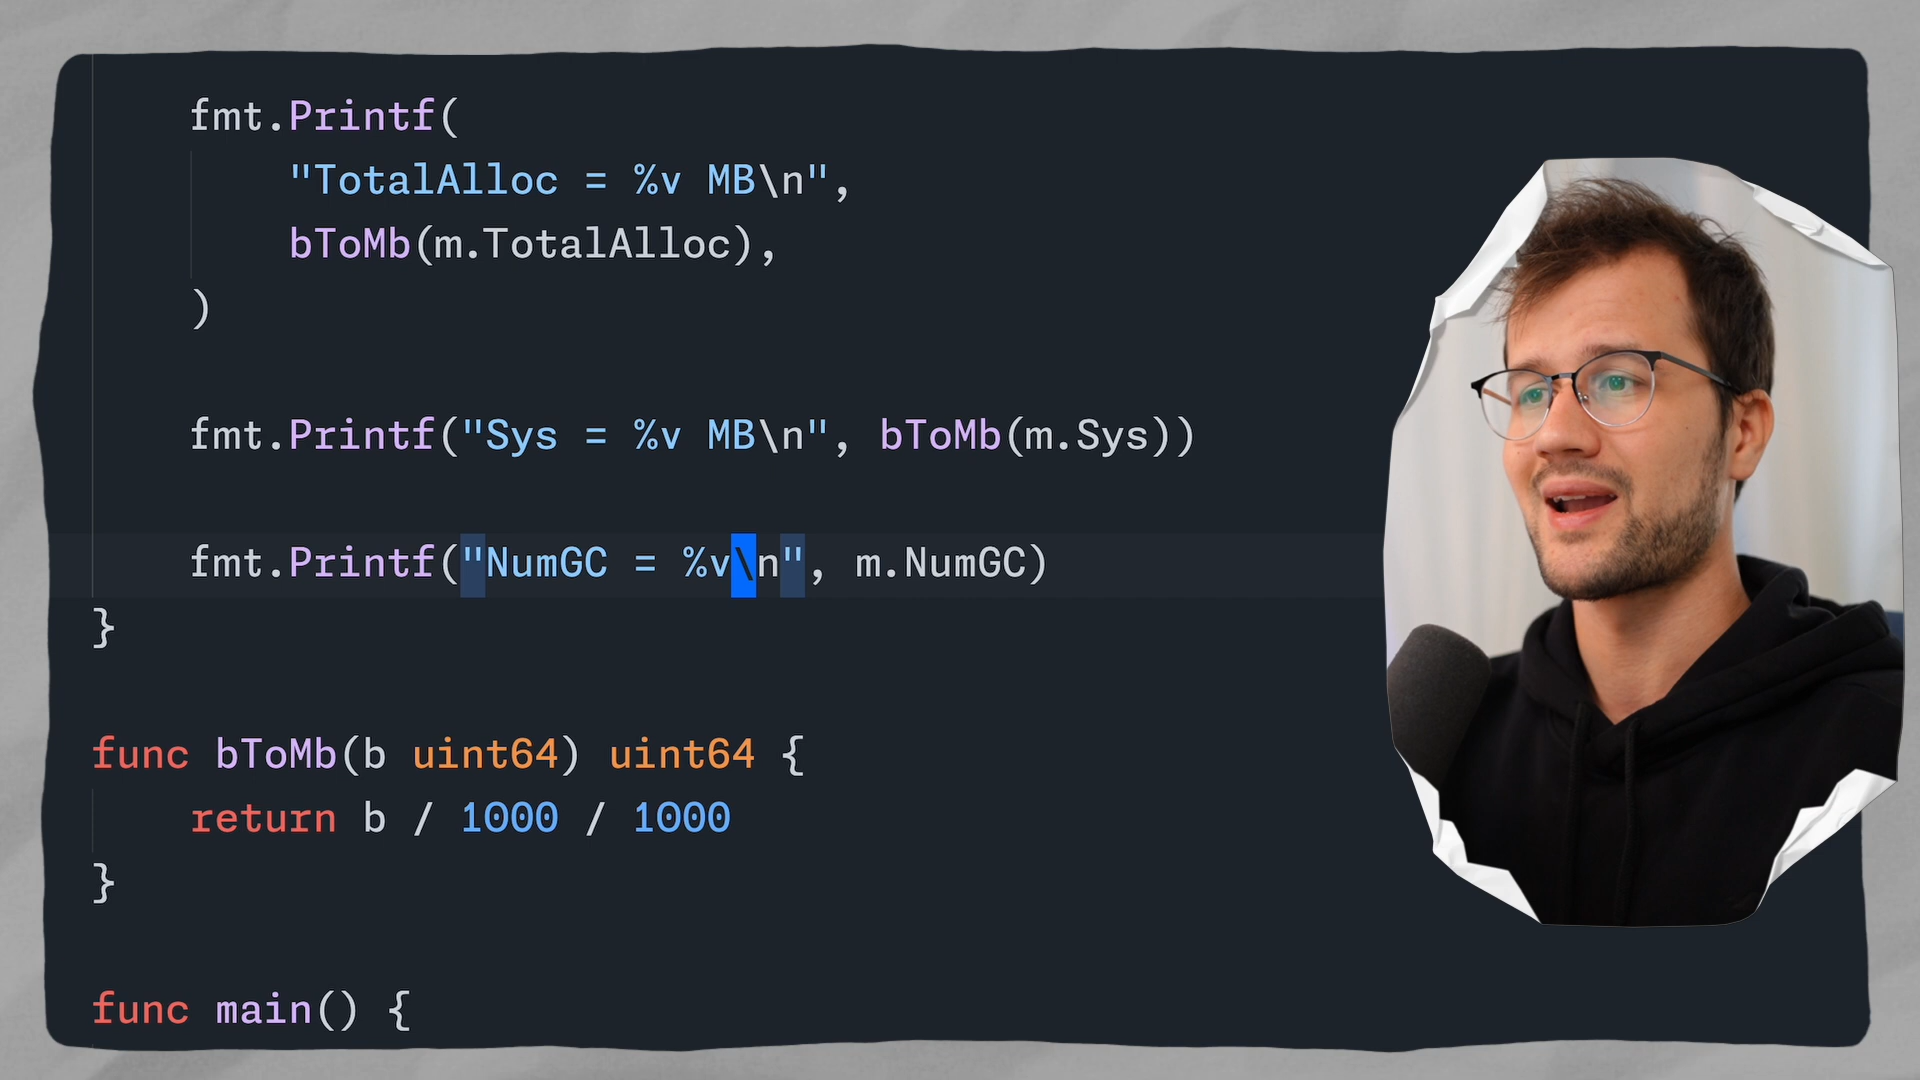 fmt.Printf(
"TotalAlloc = %v MB\n",
bToMb(m.TotalAlloc),
)
fmt.Printf("Sys = %v MB\n", bToMb(m.Sys))
fmt.Printf("NumGC = %v\n", m.NumGC)
}
func bToMb(b uint64) uint64 {
return b / 1000 / 1000
}
func main() {